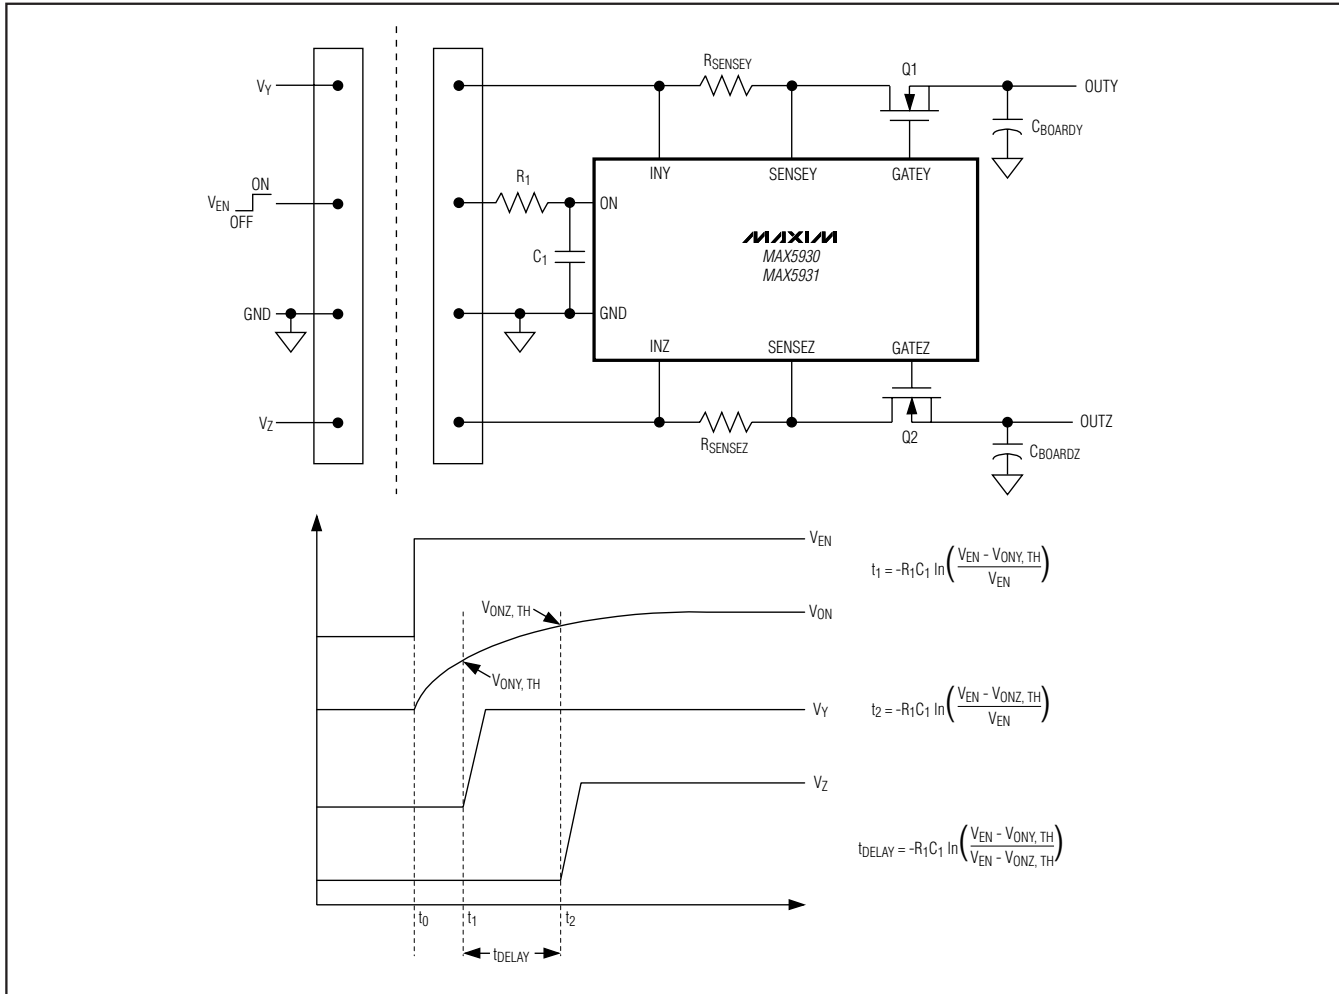 V_Y
R_SENSEY
Q1
OUTY
C_BOARDY
INY
SENSEY
GATEY
R_1
ON
V_EN
ON
OFF
C_1
MAXIM
MAX5930
MAX5931
GND
GND
INZ
SENSEZ
GATEZ
V_Z
R_SENSEZ
Q2
OUTZ
C_BOARDZ
V_EN
t_1 = -R_1C_1 ln((V_EN - V_ONY, TH)/V_EN)
V_ONZ, TH
V_ON
V_ONY, TH
V_Y
t_2 = -R_1C_1 ln((V_EN - V_ONZ, TH)/V_EN)
V_Z
t_DELAY = -R_1C_1 ln((V_EN - V_ONY, TH)/(V_EN - V_ONZ, TH))
t_0
t_1
t_2
t_DELAY